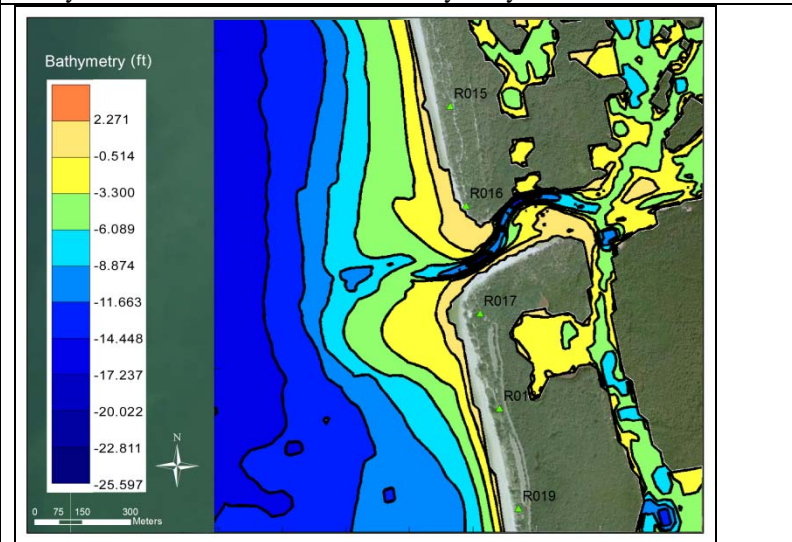 Bathymetry (ft)
2.271
-0.514
-3.300
-6.089
-8.874
-11.663
-14.448
-17.237
-20.022
-22.811
-25.597
N
0 75 150 300
Meters
R015
R016
R017
R019